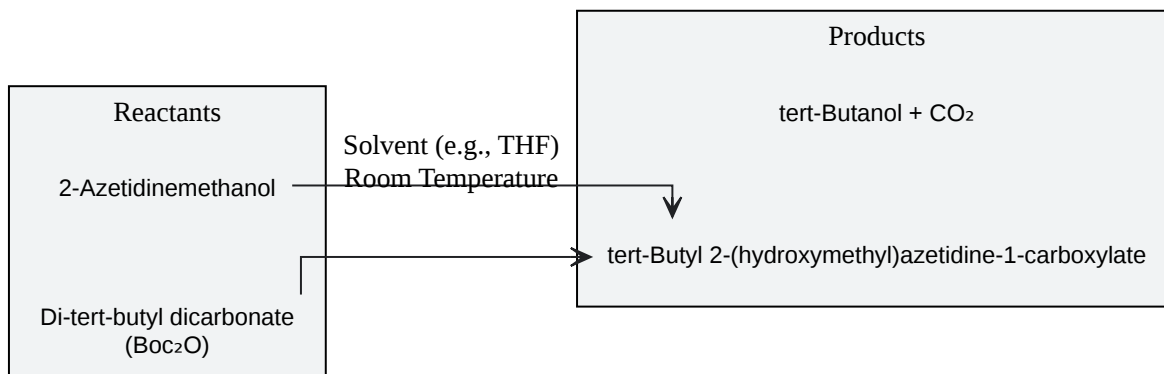 Products
tert-Butanol + CO₂
Reactants
Solvent (e.g., THF)
Room Temperature
2-Azetidinemethanol
tert-Butyl 2-(hydroxymethyl)azetidine-1-carboxylate
Di-tert-butyl dicarbonate
(Boc₂O)